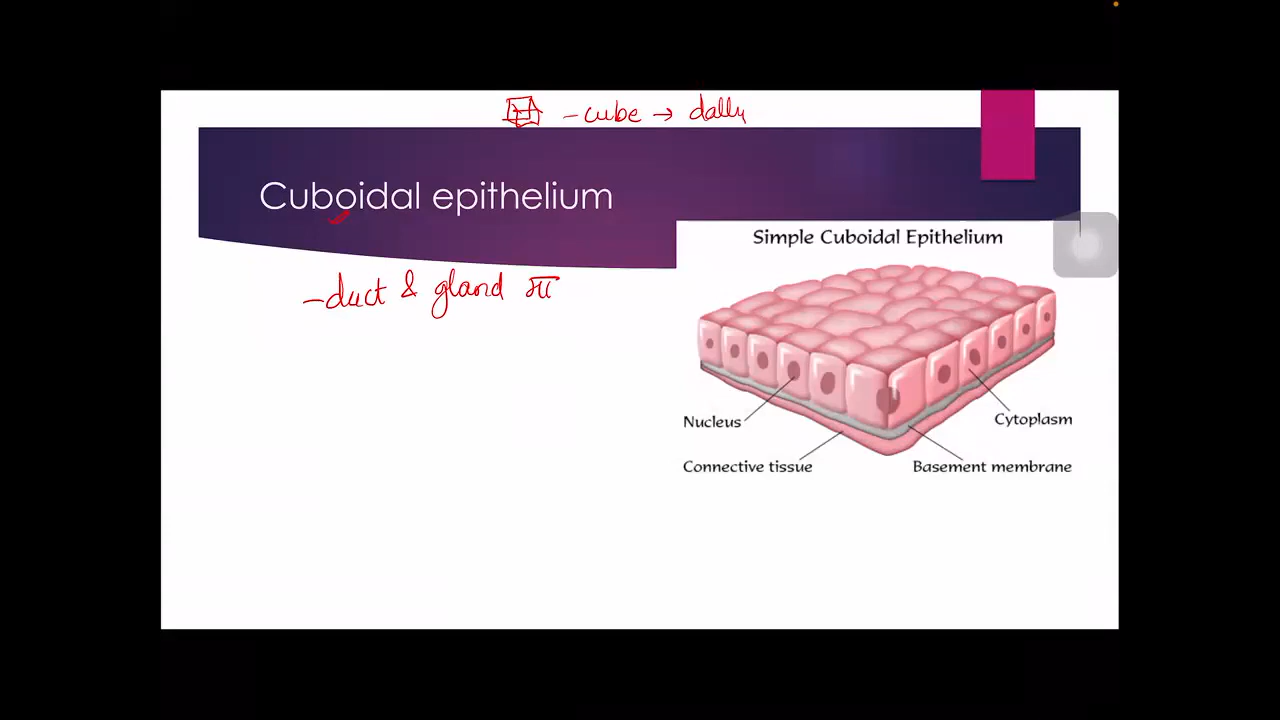 - cube → dally
Cuboidal epithelium
- duct & gland
Simple Cuboidal Epithelium
Nucleus
Cytoplasm
Connective tissue
Basement membrane